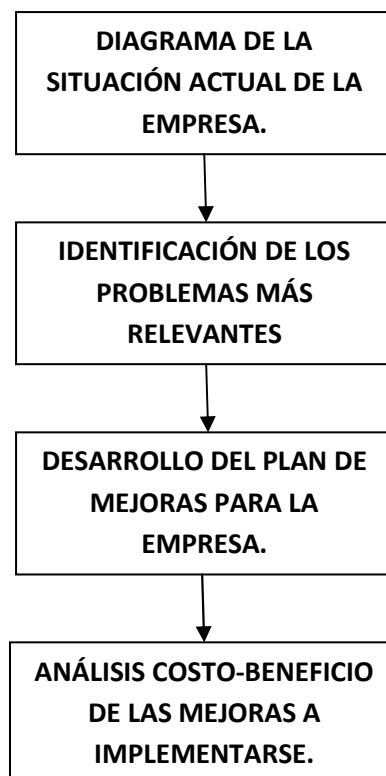 DIAGRAMA DE LA
SITUACIÓN ACTUAL DE LA
EMPRESA.
IDENTIFICACIÓN DE LOS
PROBLEMAS MÁS
RELEVANTES
DESARROLLO DEL PLAN DE
MEJORAS PARA LA
EMPRESA.
ANÁLISIS COSTO-BENEFICIO
DE LAS MEJORAS A
IMPLEMENTARSE.